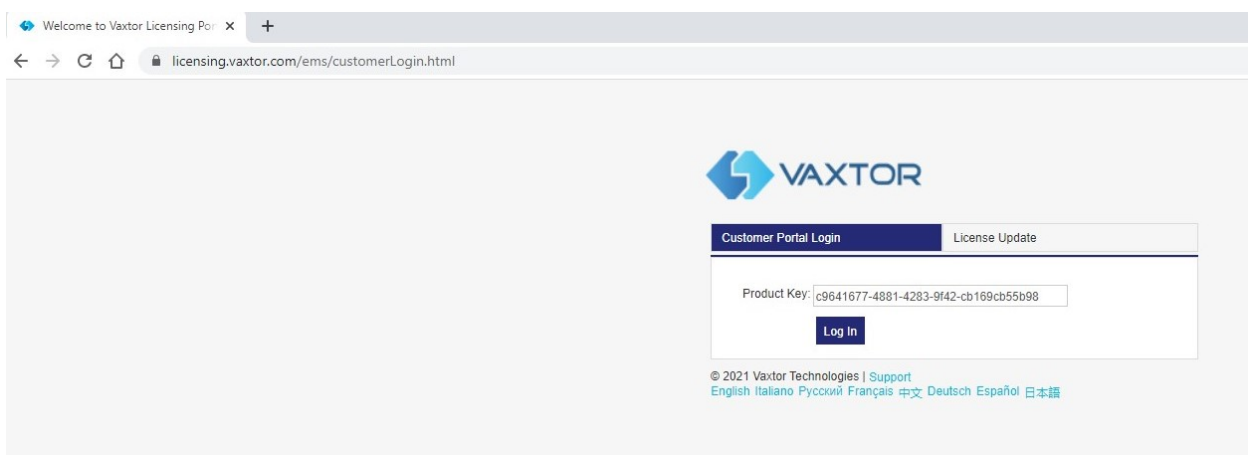 Welcome to Vaxtor Licensing Por
licensing.vaxtor.com/ems/customerLogin.html
VAXTOR
Customer Portal Login License Update
Product Key: c9641677-4881-4283-9f42-cb169cb55b98
Log In
© 2021 Vaxtor Technologies | Support
English Italiano Русский Français 中文 Deutsch Español 日本語